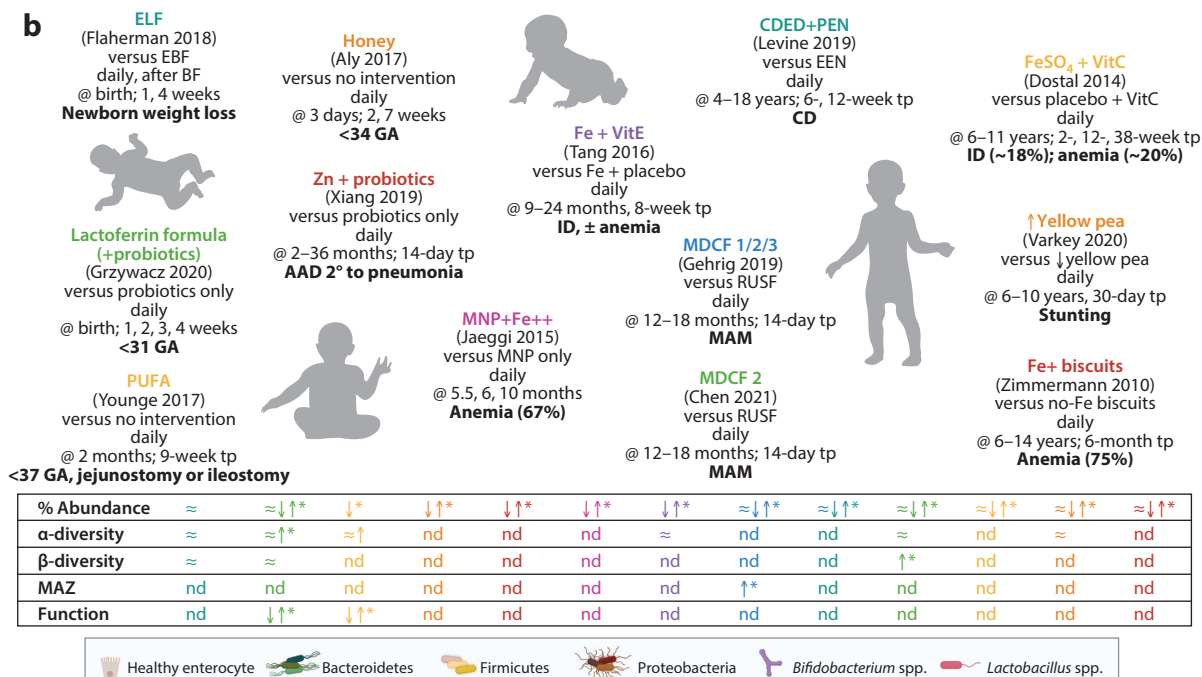 b
ELF
(Flaherman 2018)
versus EBF
daily, after BF
@ birth; 1, 4 weeks
Newborn weight loss
Honey
(Aly 2017)
versus no intervention
daily
@ 3 days; 2, 7 weeks
<34 GA
CDED+PEN
(Levine 2019)
versus EEN
daily
@ 4–18 years; 6-, 12-week tp
CD
FeSO₄ + VitC
(Dostal 2014)
versus placebo + VitC
daily
@ 6–11 years; 2-, 12-, 38-week tp
ID (~18%); anemia (~20%)
Fe + VitE
(Tang 2016)
versus Fe + placebo
daily
@ 9–24 months, 8-week tp
ID, ± anemia
Zn + probiotics
(Xiang 2019)
versus probiotics only
daily
@ 2–36 months; 14-day tp
AAD 2° to pneumonia
Lactoferrin formula
(+probiotics)
(Grzywacz 2020)
versus probiotics only
daily
@ birth; 1, 2, 3, 4 weeks
<31 GA
MDCF 1/2/3
(Gehrig 2019)
versus RUSF
daily
@ 12–18 months; 14-day tp
MAM
↑Yellow pea
(Varkey 2020)
versus ↓yellow pea
daily
@ 6–10 years, 30-day tp
Stunting
MNP+Fe++
(Jaeggi 2015)
versus MNP only
daily
@ 5.5, 6, 10 months
Anemia (67%)
PUFA
(Younge 2017)
versus no intervention
daily
@ 2 months; 9-week tp
<37 GA, jejunostomy or ileostomy
MDCF 2
(Chen 2021)
versus RUSF
daily
@ 12–18 months; 14-day tp
MAM
Fe+ biscuits
(Zimmermann 2010)
versus no-Fe biscuits
daily
@ 6–14 years; 6-month tp
Anemia (75%)
% Abundance ≈ ≈↓↑* ↓* ↓↑* ↓↑* ↓↑* ↓↑* ≈↓↑* ≈↓↑* ≈↓↑* ≈↓↑* ≈↓↑* ≈↓↑*
α-diversity ≈ ≈↑* ≈↑ nd nd nd ≈ nd nd ≈ nd ≈ nd
β-diversity ≈ ≈ nd nd nd nd nd nd nd ↑* nd nd nd
MAZ nd nd nd nd nd nd nd ↑* nd nd nd nd nd
Function nd ↓↑* ↓↑* nd nd nd nd nd nd nd nd nd nd
Healthy enterocyte Bacteroidetes Firmicutes Proteobacteria Bifidobacterium spp. Lactobacillus spp.